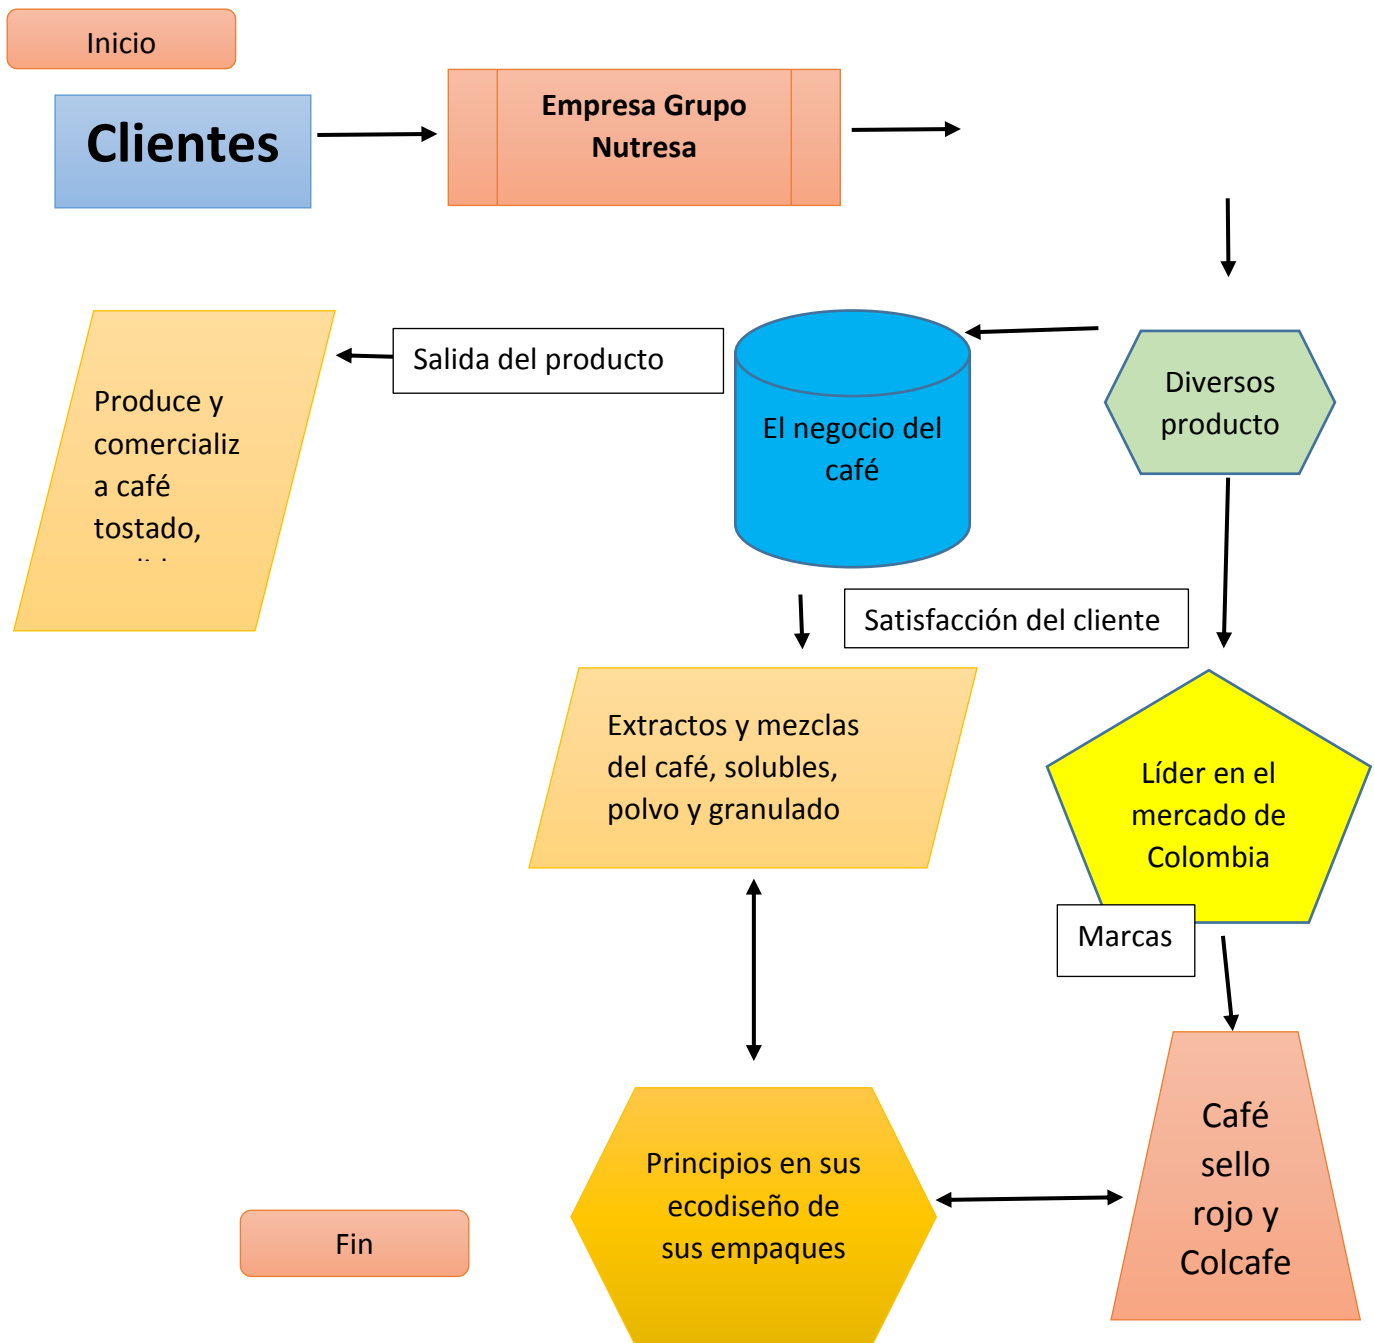 Inicio
Clientes
Empresa Grupo
Nutresa
Salida del producto
El negocio del
café
Diversos
producto
Produce y
comercializ
a café
tostado,
Satisfacción del cliente
Extractos y mezclas
del café, solubles,
polvo y granulado
Líder en el
mercado de
Colombia
Marcas
Café
sello
rojo y
Colcafe
Principios en sus
ecodiseño de
sus empaques
Fin